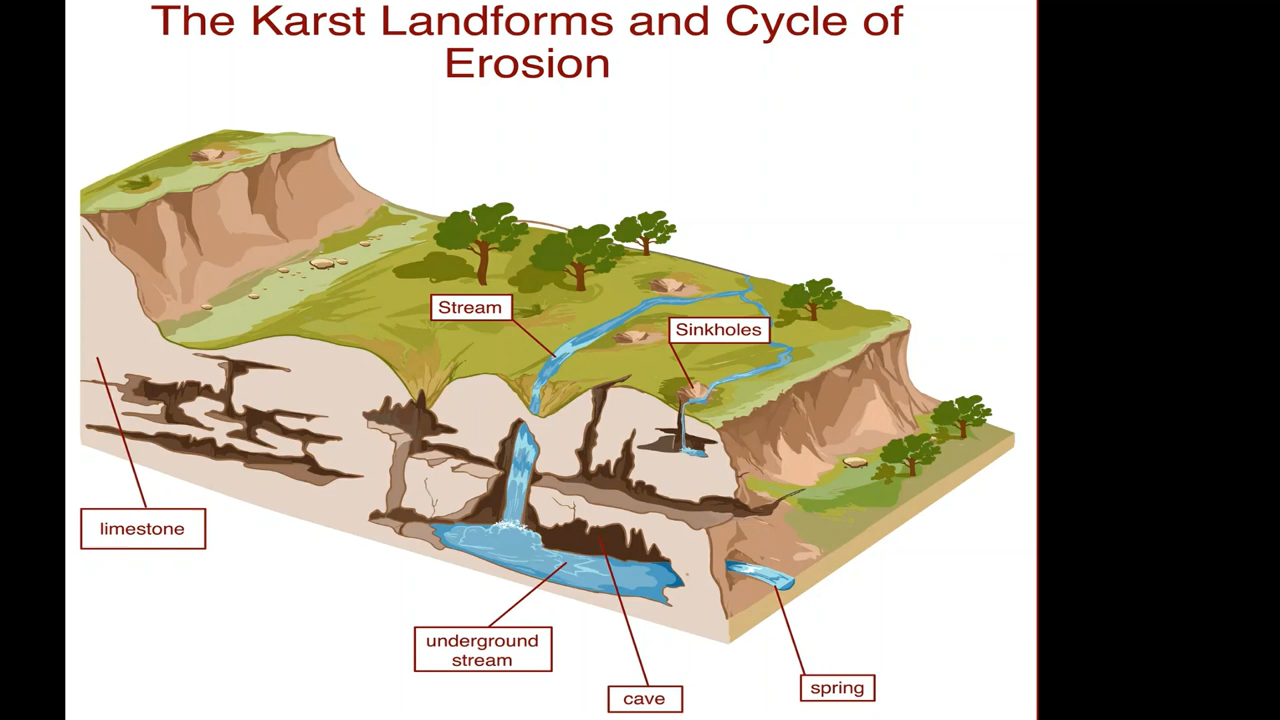 The Karst Landforms and Cycle of
Erosion
Stream
Sinkholes
limestone
underground
stream
cave
spring